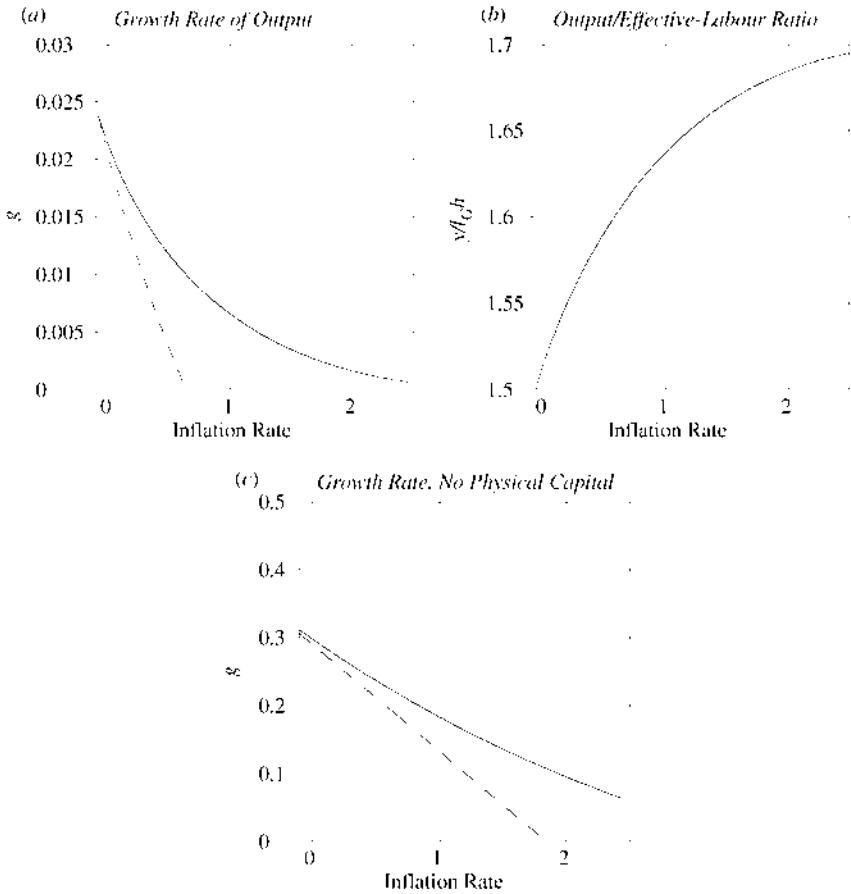 (a) Growth Rate of Output
0.03
0.025
0.02
0.015
0.01
0.005
0
g
0 1 2
Inflation Rate
(b) Output/Effective-Labour Ratio
1.7
1.65
1.6
1.55
1.5
y/l_G h
0 1 2
Inflation Rate
(c) Growth Rate. No Physical Capital
0.5
0.4
0.3
0.2
0.1
0
g
0 1 2
Inflation Rate